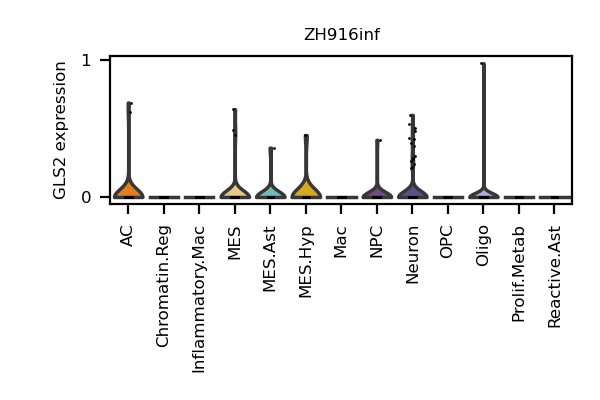 ZH916inf
GLS2 expression
1
0
AC
Chromatin.Reg
Inflammatory.Mac
MES
MES.Ast
MES.Hyp
Mac
NPC
Neuron
OPC
Oligo
Prolif.Metab
Reactive.Ast